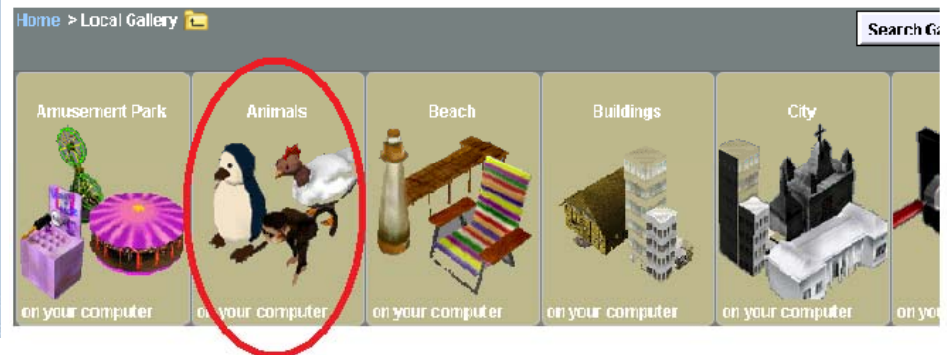 Home > Local Gallery
Search Ga
Amusement Park
Animals
Beach
Buildings
City
on your computer
on your computer
on your computer
on your computer
on your computer
on you